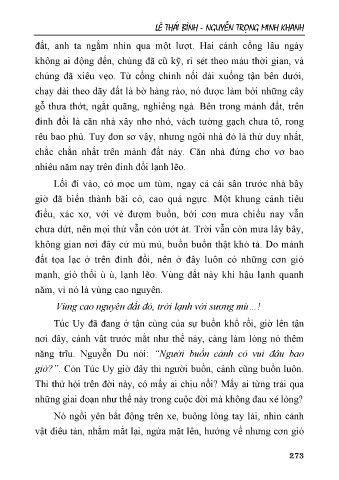 LÊ THÁI BÌNH - NGUYỄN TRỌNG MINH KHANH
đất, anh ta ngắm nhìn qua một lượt. Hai cánh cổng lâu ngày
không ai động đến, chúng đã cũ kỹ, rỉ sét theo màu thời gian, và
chúng đã xiêu vẹo. Từ cổng chính nối dài xuống tận bên dưới,
chạy dài theo dãy đất là bờ hàng rào, nó được làm bởi những cây
gỗ thưa thớt, ngắt quãng, nghiêng ngả. Bên trong mảnh đất, trên
đỉnh đồi là căn nhà xây nho nhỏ, vách tường gạch chưa tô, rong
rêu bao phủ. Tuy đơn sơ vậy, nhưng ngôi nhà đó là thứ duy nhất,
chắc chắn nhất trên mảnh đất này. Căn nhà đứng chơ vơ bao
nhiêu năm nay trên đỉnh đồi lạnh lẽo.
Lối đi vào, cỏ mọc um tùm, ngay cả cái sân trước nhà bây
giờ đã biến thành bãi cỏ, cao quá ngực. Một khung cảnh tiêu
điều, xác xơ, với vẻ đượm buồn, bởi cơn mưa chiều nay vẫn
chưa dứt, nên mọi thứ vẫn còn ướt át. Trời vẫn còn mưa lây bây,
không gian nơi đây cứ mù mù, buồn buồn thật khó tả. Do mảnh
đất tọa lạc ở trên đỉnh đồi, nên ở đây luôn có những cơn gió
mạnh, gió thổi ù ù, lạnh lẽo. Vùng đất này khí hậu lạnh quanh
năm, vì nó là vùng cao nguyên.
Vùng cao nguyên đất đỏ, trời lạnh với sương mù…!
Túc Uy đã đang ở tận cùng của sự buồn khổ rồi, giờ lên tận
nơi đây, cảnh vật trước mắt như thế này, càng làm lòng nó thêm
nặng trĩu. Nguyễn Du nói: “Người buồn cảnh có vui đâu bao
giờ?”. Còn Túc Uy giờ đây thì người buồn, cảnh cũng buồn luôn.
Thì thử hỏi trên đời này, có mấy ai chịu nổi? Mấy ai từng trải qua
những giai đoạn như thế này trong cuộc đời mà không đau xé lòng?
Nó ngồi yên bất động trên xe, buông lỏng tay lái, nhìn cảnh
vật điêu tàn, nhắm mắt lại, ngửa mặt lên, hướng về nhưng cơn gió
273